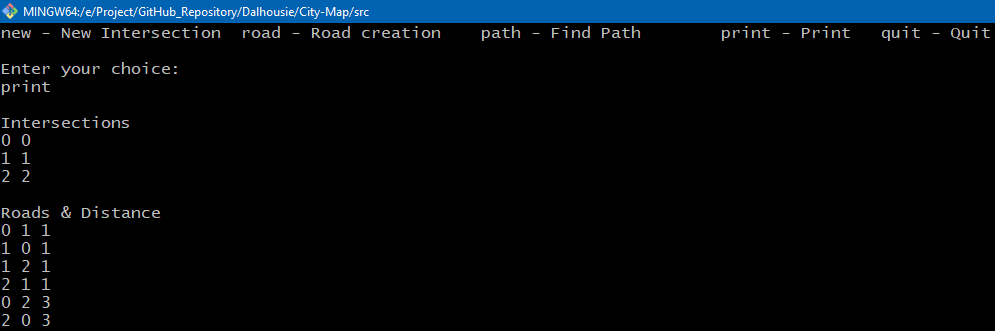 MINGW64:/e/Project/GitHub_Repository/Dalhousie/City-Map/src
new - New Intersection  road - Road creation    path - Find Path        print - Print   quit - Quit
Enter your choice:
print
Intersections
0 0
1 1
2 2
Roads & Distance
0 1 1
1 0 1
1 2 1
2 1 1
0 2 3
2 0 3